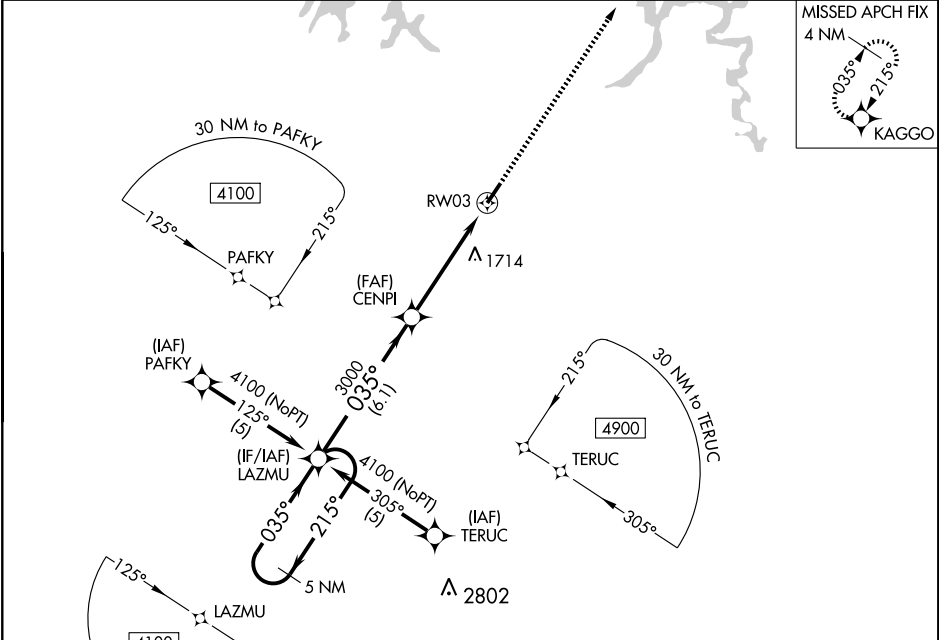 MISSED APCH FIX
4 NM
035°
215°
KAGGO
30 NM to PAFKY
4100
125°
215°
PAFKY
RW03
1714
(FAF)
CENPI
(IAF)
PAFKY
4100 (NoPT)
125°
(5)
3000
035°
(6.1)
(IF/IAF)
LAZMU
4100 (NoPT)
305°
(5)
(IAF)
TERUC
035°
215°
5 NM
215°
30 NM to TERUC
4900
TERUC
305°
2802
125°
LAZMU
4100